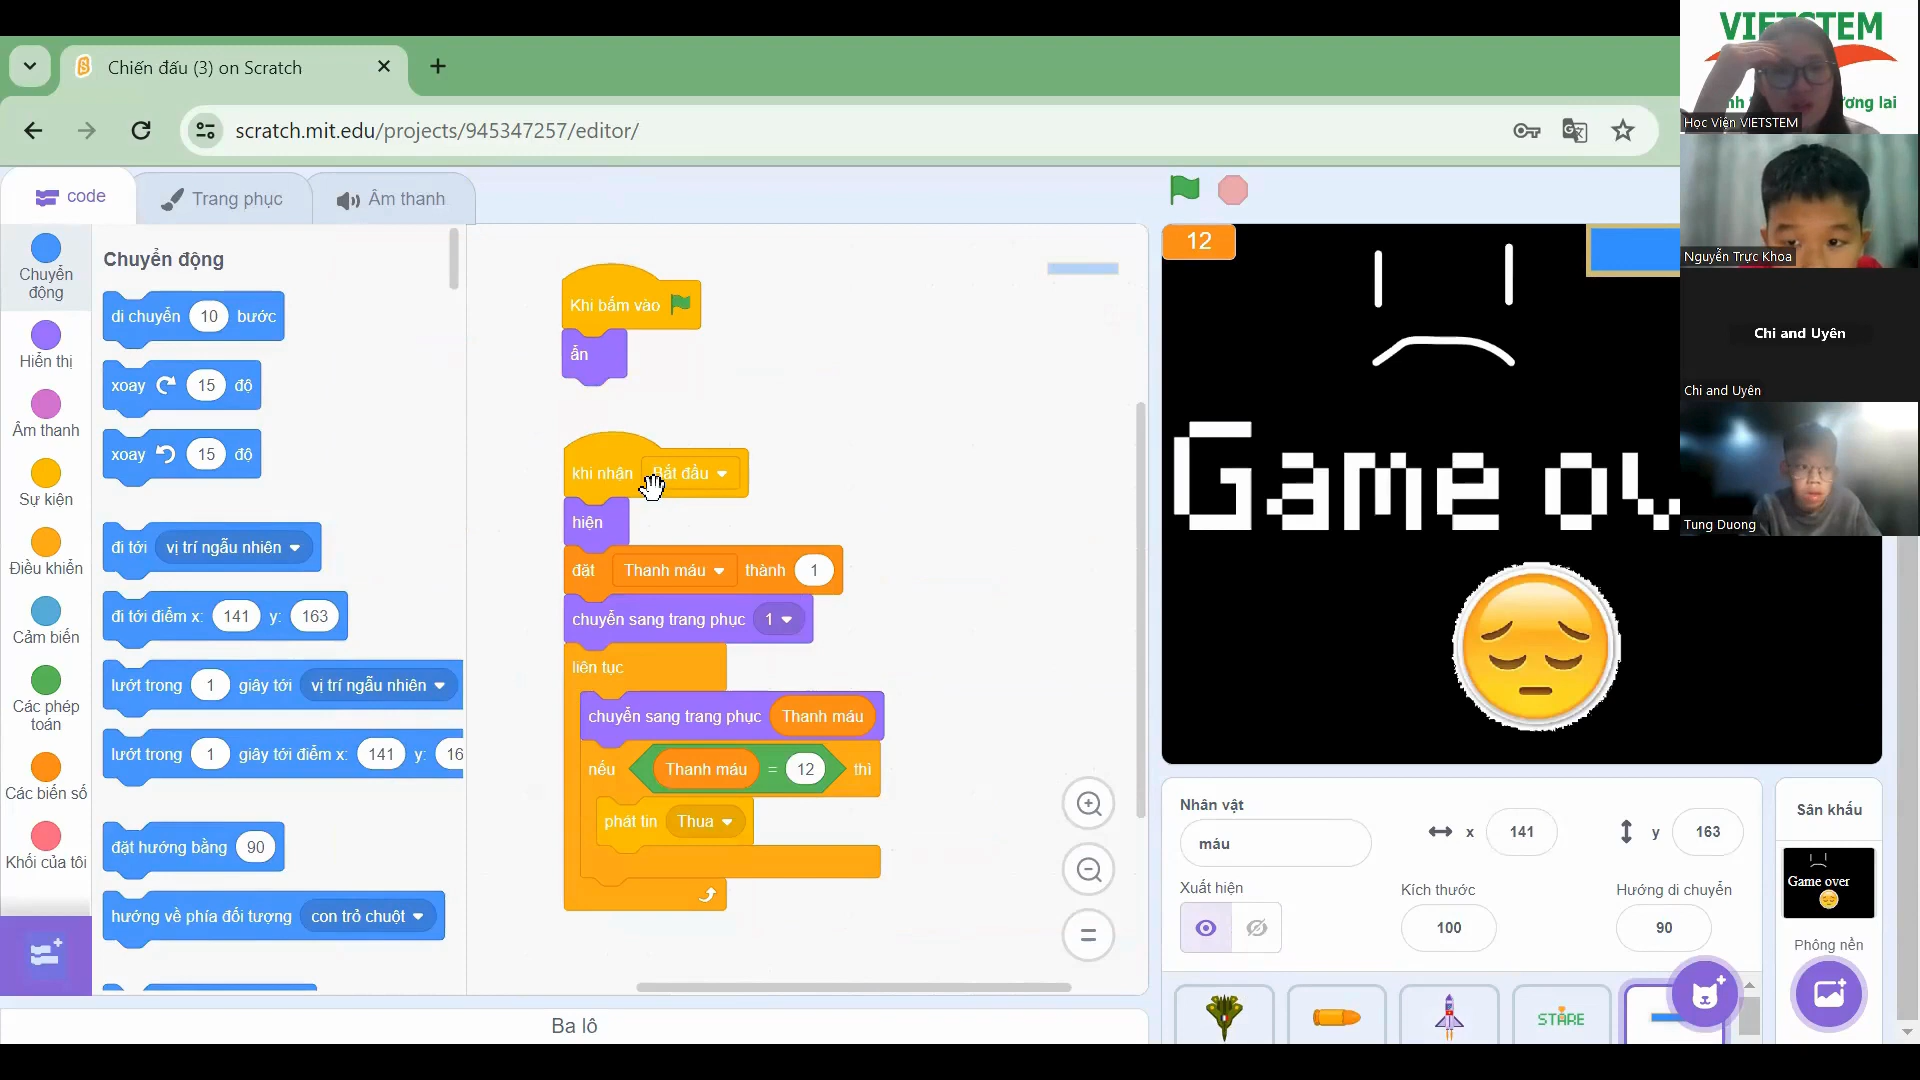 Chiến đấu (3) on Scratch
scratch.mit.edu/projects/945347257/editor/
code
Trang phục
Âm thanh
Chuyển động
Hiển thị
Âm thanh
Sự kiện
Điều khiển
Cảm biến
Các phép toán
Các biến số
Khối của tôi
Chuyển động
di chuyển 10 bước
xoay 15 độ
xoay 15 độ
đi tới vị trí ngẫu nhiên
đi tới điểm x: 141 y: 163
lướt trong 1 giây tới vị trí ngẫu nhiên
lướt trong 1 giây tới điểm x: 141 y: 16
đặt hướng bằng 90
hướng về phía đối tượng con trỏ chuột
Khi bấm vào
ẩn
khi nhận Bắt đầu
hiện
đặt Thanh máu thành 1
chuyển sang trang phục 1
liên tục
chuyển sang trang phục Thanh máu
nếu Thanh máu = 12 thì
phát tin Thua
Ba lô
12
Game ov
Nhân vật
máu
x 141
y 163
Xuất hiện
Kích thước
100
Hướng di chuyển
90
START
Sân khấu
Game over
Phông nền
VIETSTEM
Học Viện VIETSTEM
Nguyễn Trực Khoa
Chi and Uyên
Chi and Uyên
Tung Duong